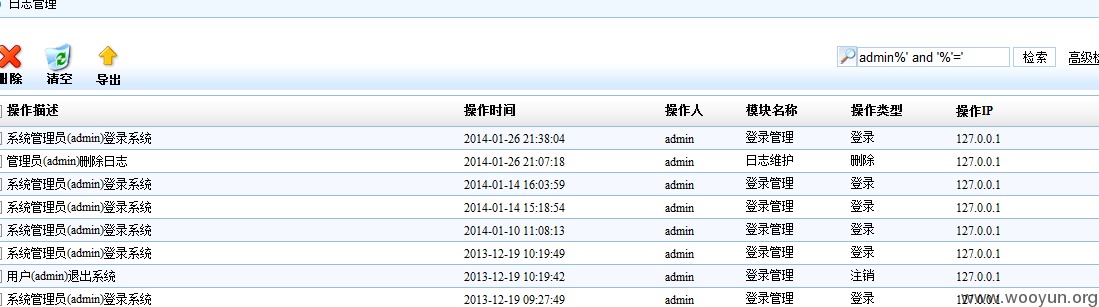 日志管理
删除 清空 导出 admin%' and '%'=' 检索 高级检
操作描述 操作时间 操作人 模块名称 操作类型 操作IP
系统管理员(admin)登录系统 2014-01-26 21:38:04 admin 登录管理 登录 127.0.0.1
管理员(admin)删除日志 2014-01-26 21:07:18 admin 日志维护 删除 127.0.0.1
系统管理员(admin)登录系统 2014-01-14 16:03:59 admin 登录管理 登录 127.0.0.1
系统管理员(admin)登录系统 2014-01-14 15:18:54 admin 登录管理 登录 127.0.0.1
系统管理员(admin)登录系统 2014-01-10 11:08:13 admin 登录管理 登录 127.0.0.1
系统管理员(admin)登录系统 2013-12-19 10:19:49 admin 登录管理 登录 127.0.0.1
用户(admin)退出系统 2013-12-19 10:19:42 admin 登录管理 注销 127.0.0.1
系统管理员(admin)登录系统 2013-12-19 09:27:49 admin 登录管理 登录 127.0.0.1
www.wooyun.org